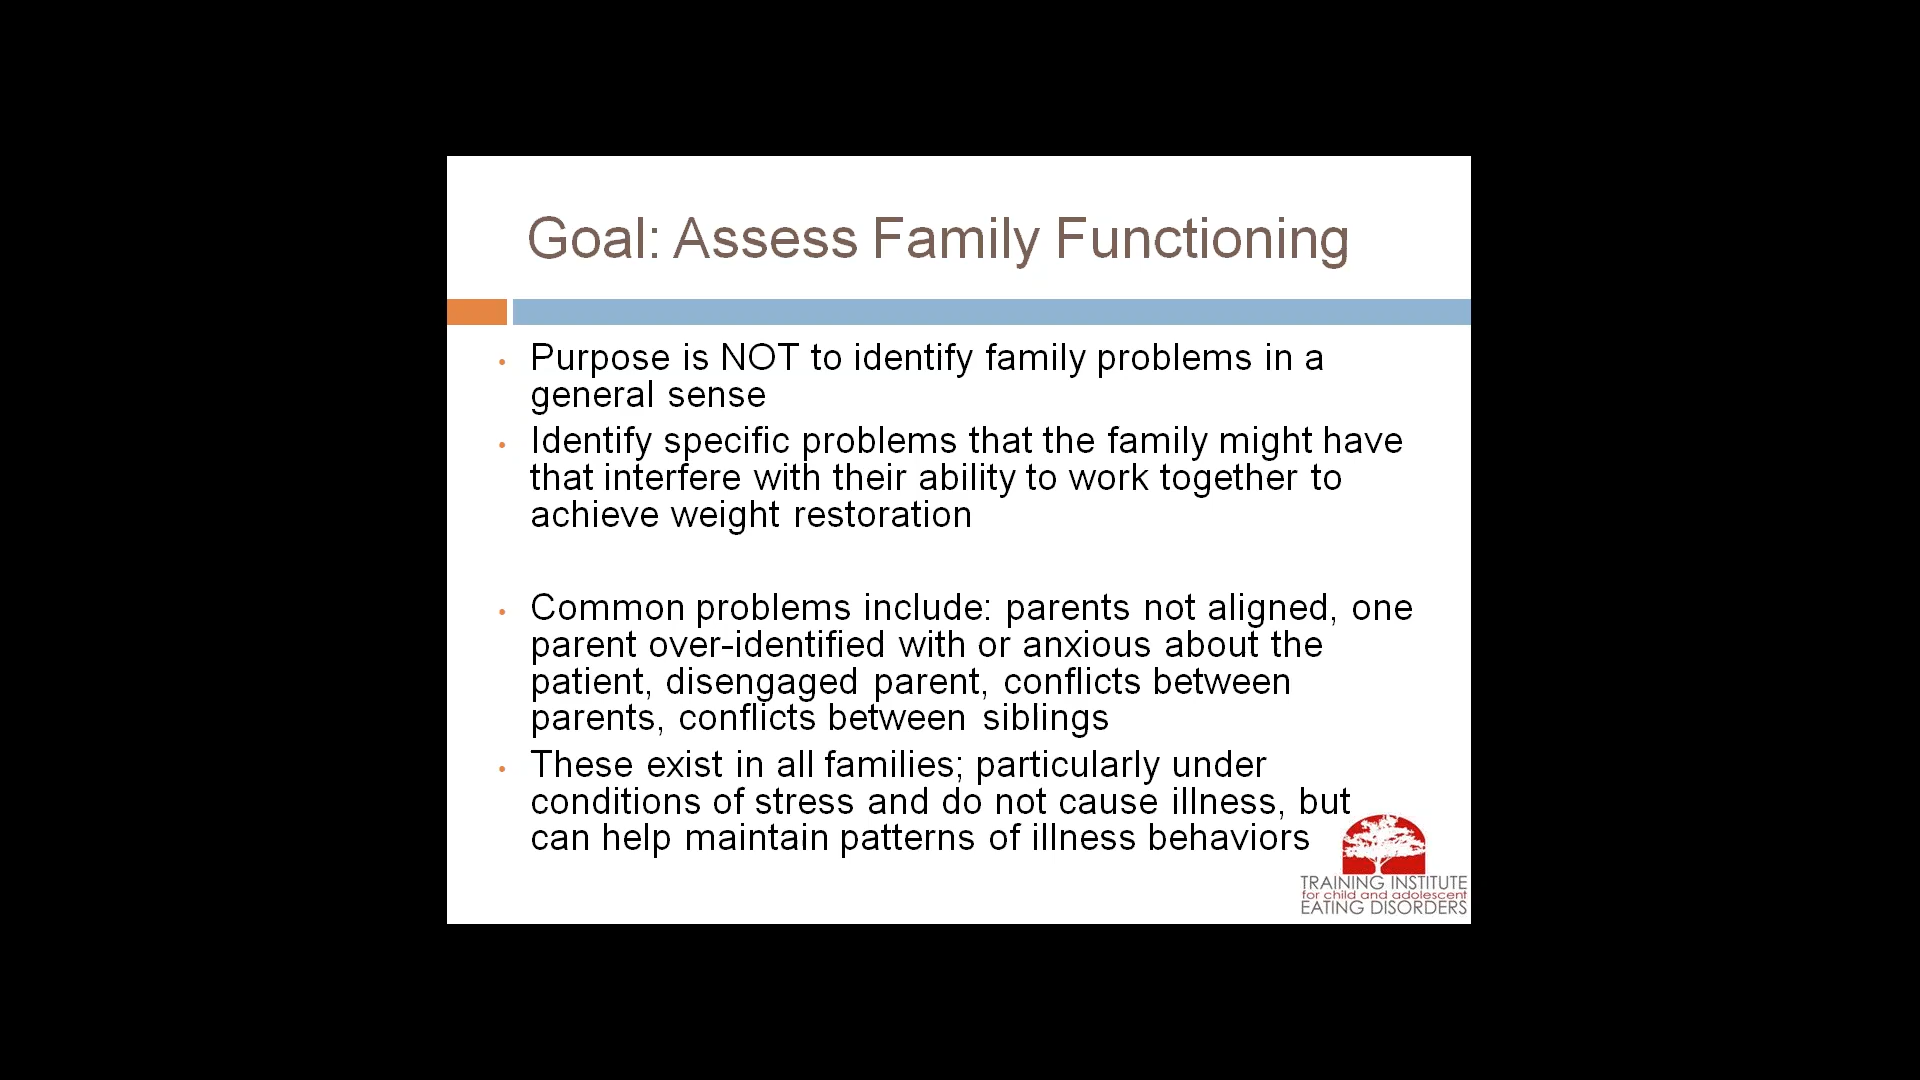 Goal: Assess Family Functioning
• Purpose is NOT to identify family problems in a
general sense
• Identify specific problems that the family might have
that interfere with their ability to work together to
achieve weight restoration
• Common problems include: parents not aligned, one
parent over-identified with or anxious about the
patient, disengaged parent, conflicts between
parents, conflicts between siblings
• These exist in all families; particularly under
conditions of stress and do not cause illness, but
can help maintain patterns of illness behaviors
TRAINING INSTITUTE
for child and adolescent
EATING DISORDERS